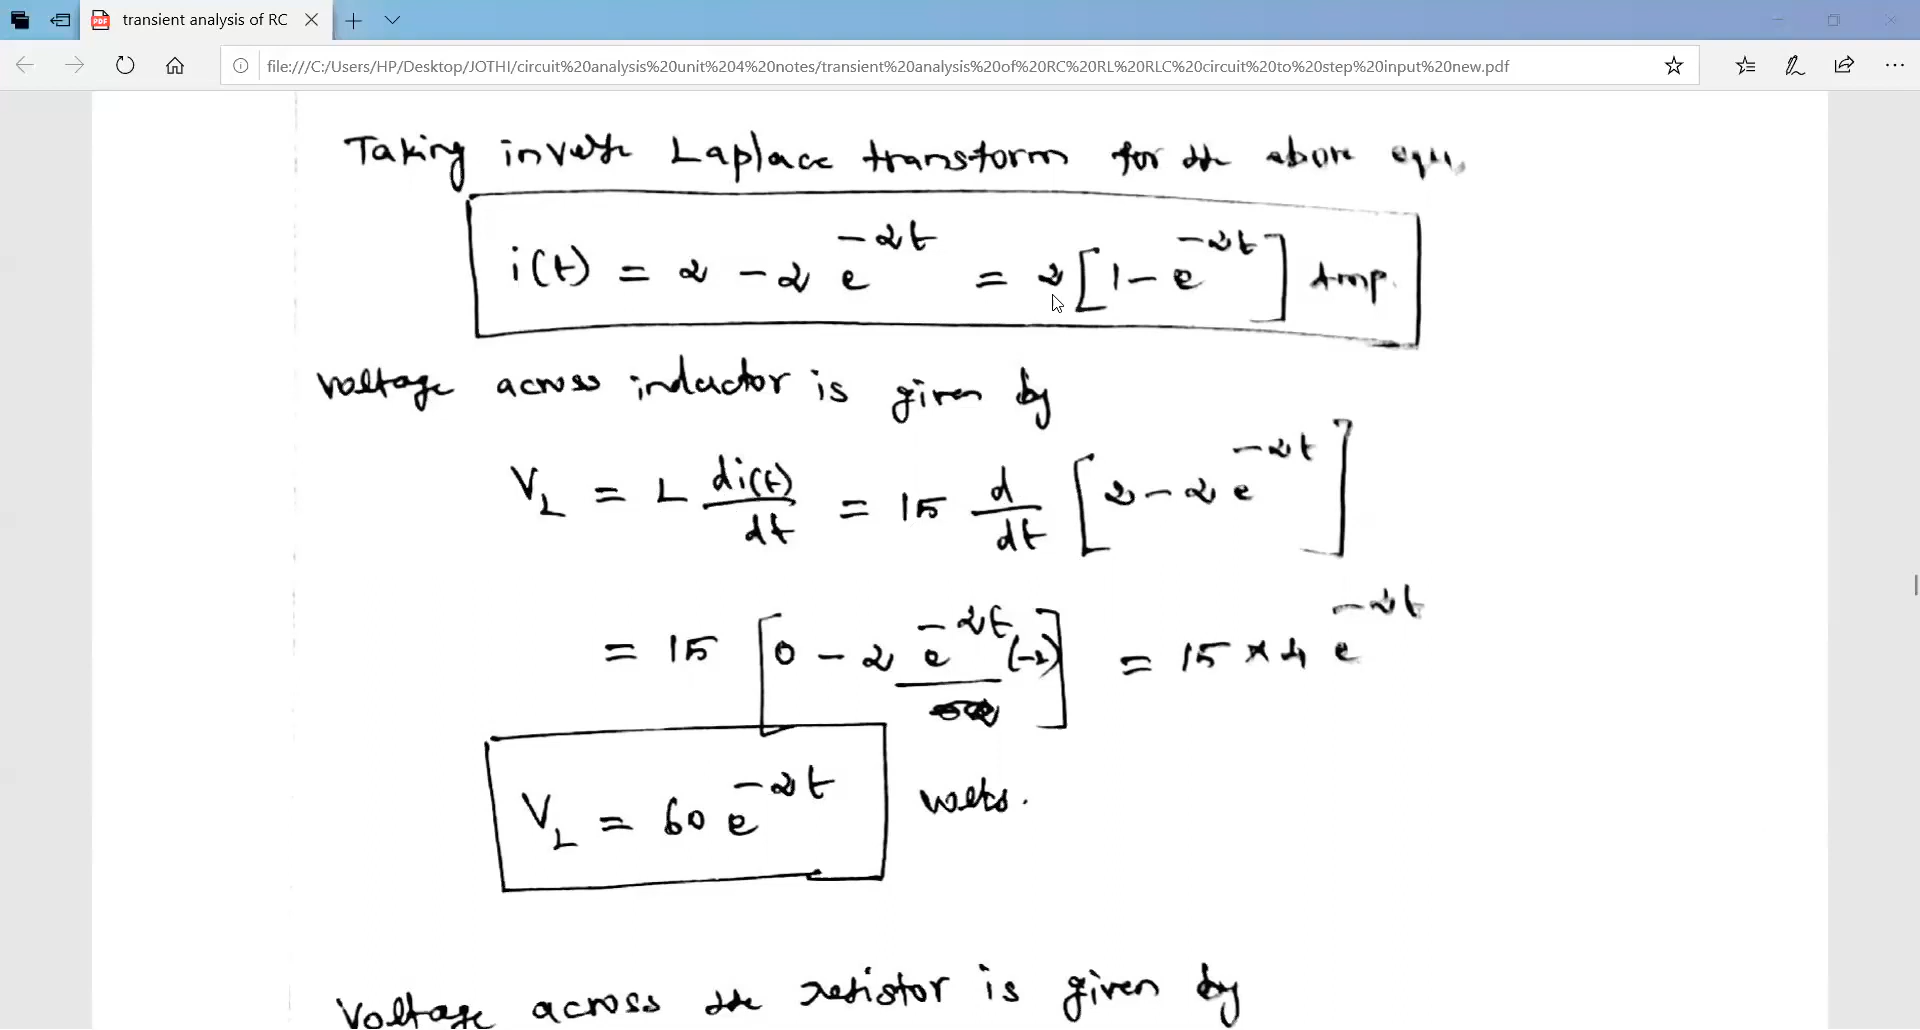 transient analysis of RC
file:///C:/Users/HP/Desktop/JOTHI/circuit%20analysis%20unit%204%20notes/transient%20analysis%20of%20RC%20RL%20RLC%20circuit%20to%20step%20input%20new.pdf
Taking inverse Laplace transform for the above equ.
i(t) = 2 - 2 e^{-2t} = 2 [1 - e^{-2t}] Amp.
Voltage across inductor is given by
V_L = L di(t)/dt = 15 d/dt [2 - 2 e^{-2t}]
= 15 [0 - 2 e^{-2t} (-2)] = 15 * 4 e^{-2t}
V_L = 60 e^{-2t} volts.
Voltage across the resistor is given by